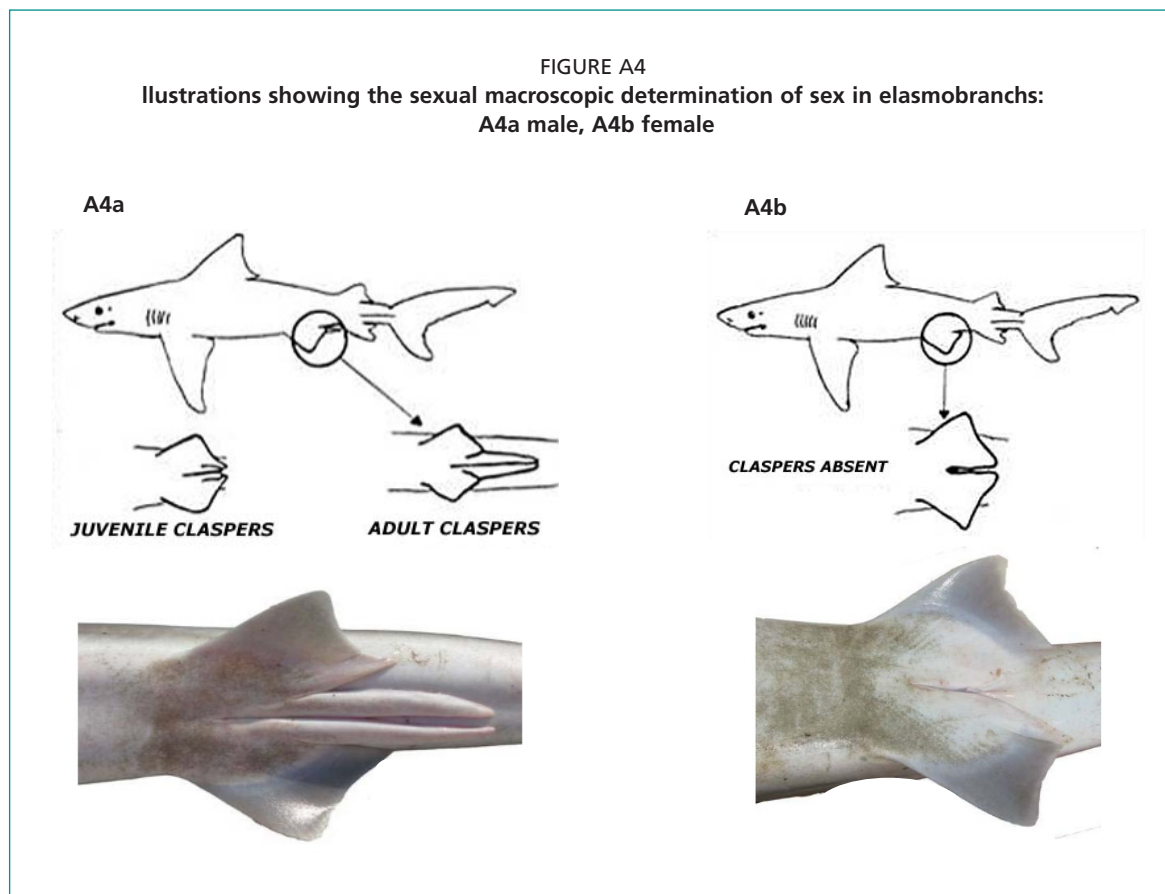 FIGURE A4
llustrations showing the sexual macroscopic determination of sex in elasmobranchs:
A4a male, A4b female
A4a
A4b
CLASPERS ABSENT
JUVENILE CLASPERS
ADULT CLASPERS